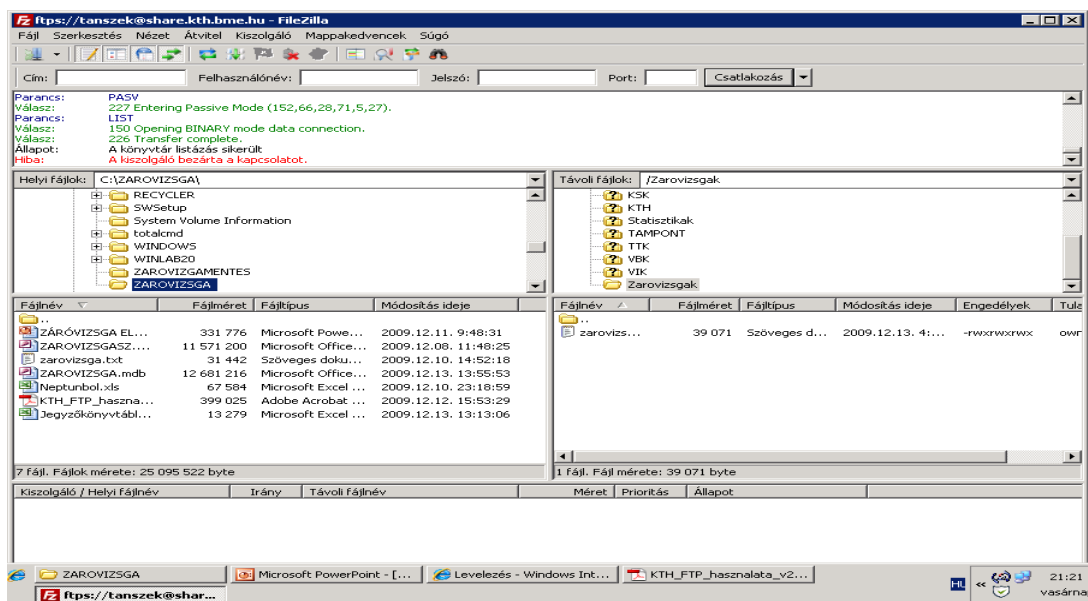 ftps://tanszek@share.kth.bme.hu - FileZilla
Fájl Szerkesztés Nézet Átvitel Kiszolgáló Mappakedvencek Súgó
Cím: Felhasználónév: Jelszó: Port: Csatlakozás
Parancs: PASV
Válasz: 227 Entering Passive Mode (152,66,28,71,5,27).
Parancs: LIST
Válasz: 150 Opening BINARY mode data connection.
Válasz: 226 Transfer complete.
Állapot: A könyvtár listázás sikerült
Hiba: A kiszolgáló bezárta a kapcsolatot.
Helyi fájlok: C:\ZAROVIZSGA\
RECYCLER
SWSetup
System Volume Information
totalcmd
WINDOWS
WINLAB20
ZAROVIZGAMENTES
ZAROVIZSGA
Távoli fájlok: /Zarovizsgak
KSK
KTH
Statisztikak
TAMPONT
TTK
VBK
VIK
Zarovizsgak
Fájlnév Fájlméret Fájltípus Módosítás ideje
..
ZÁRÓVIZSGA EL... 331 776 Microsoft Powe... 2009.12.11. 9:48:31
ZAROVIZSGASZ.... 11 571 200 Microsoft Office... 2009.12.08. 11:48:25
zarovizsga.txt 31 442 Szöveges doku... 2009.12.10. 14:52:18
ZAROVIZSGA.mdb 12 681 216 Microsoft Office... 2009.12.13. 13:55:53
Neptunbol.xls 67 584 Microsoft Excel ... 2009.12.10. 23:18:59
KTH_FTP_haszna... 399 025 Adobe Acrobat ... 2009.12.12. 15:53:29
Jegyzőkönyvtábl... 13 279 Microsoft Excel ... 2009.12.13. 13:13:06
7 fájl. Fájlok mérete: 25 095 522 byte
Fájlnév Fájlméret Fájltípus Módosítás ideje Engedélyek Tula
..
zarovizs... 39 071 Szöveges d... 2009.12.13. 4:... -rwxrwxrwx owr
1 fájl. Fájl mérete: 39 071 byte
Kiszolgáló / Helyi fájlnév Irány Távoli fájlnév Méret Prioritás Állapot
ZAROVIZSGA
Microsoft PowerPoint - [...
Levelezés - Windows Int...
KTH_FTP_hasznalata_v2...
ftps://tanszek@shar...
HU
«
21:21
vasárna